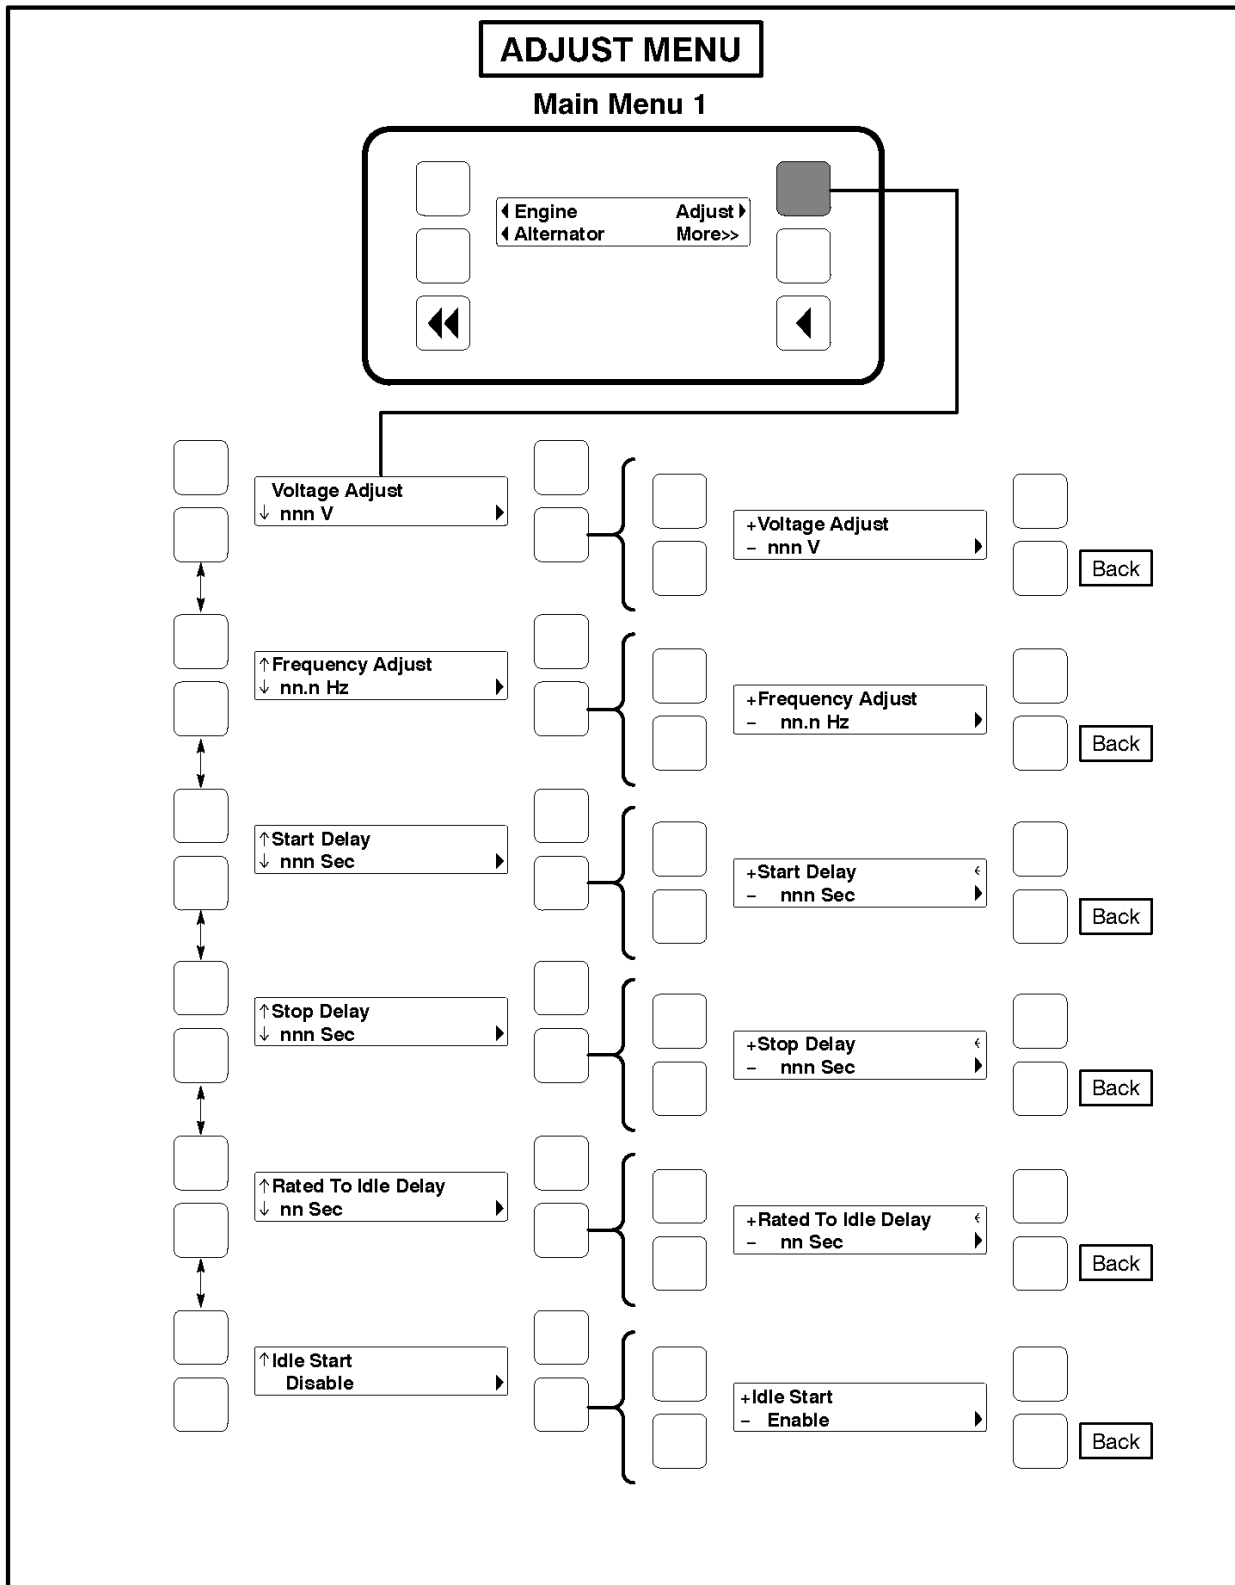 ADJUST MENU
Main Menu 1
Engine Adjust
Alternator More>>
Voltage Adjust
↓ nnn V
+Voltage Adjust
– nnn V
Back
↑Frequency Adjust
↓ nn.n Hz
+Frequency Adjust
– nn.n Hz
Back
↑Start Delay
↓ nnn Sec
+Start Delay
– nnn Sec
Back
↑Stop Delay
↓ nnn Sec
+Stop Delay
– nnn Sec
Back
↑Rated To Idle Delay
↓ nn Sec
+Rated To Idle Delay
– nn Sec
Back
↑Idle Start
Disable
+Idle Start
– Enable
Back